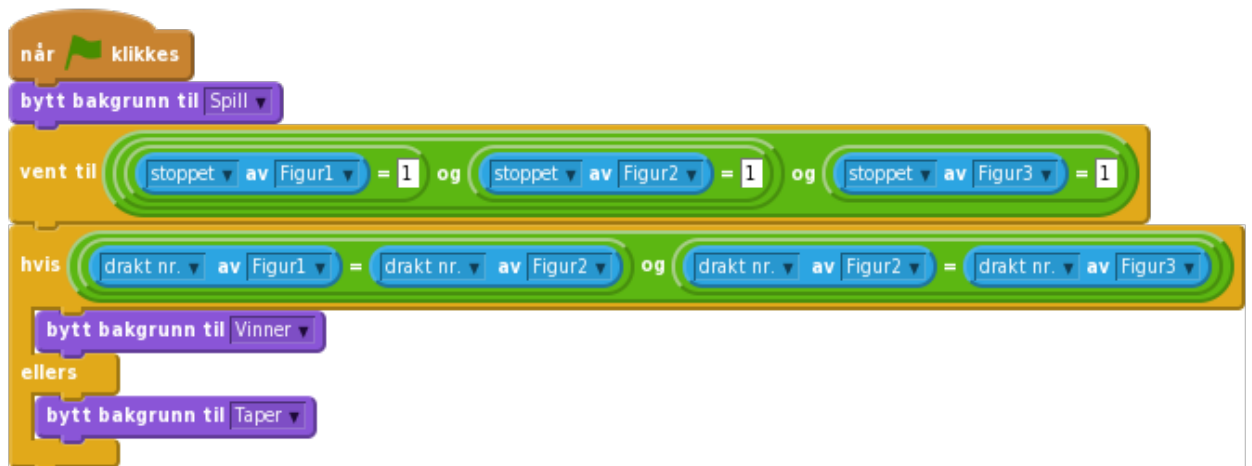 når klikkes
bytt bakgrunn til Spill
vent til stoppet av Figur1 = 1 og stoppet av Figur2 = 1 og stoppet av Figur3 = 1
hvis drakt nr. av Figur1 = drakt nr. av Figur2 og drakt nr. av Figur2 = drakt nr. av Figur3
bytt bakgrunn til Vinner
ellers
bytt bakgrunn til Taper